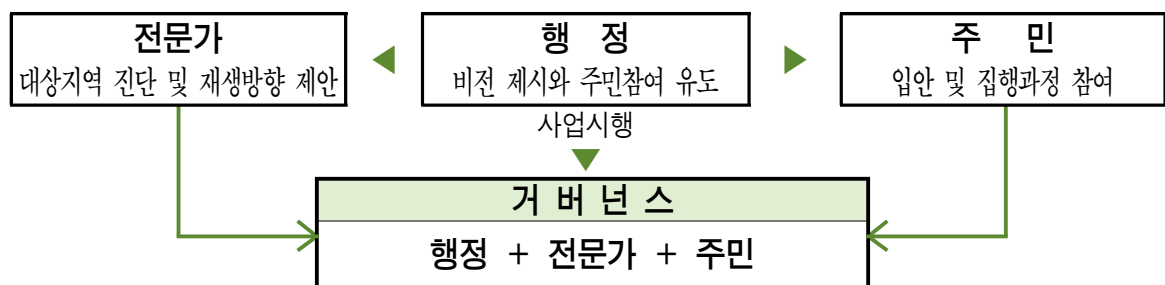 전문가
대상지역 진단 및 재생방향 제안
행 정
비전 제시와 주민참여 유도
주 민
입안 및 집행과정 참여
사업시행
거 버 넌 스
행정 + 전문가 + 주민